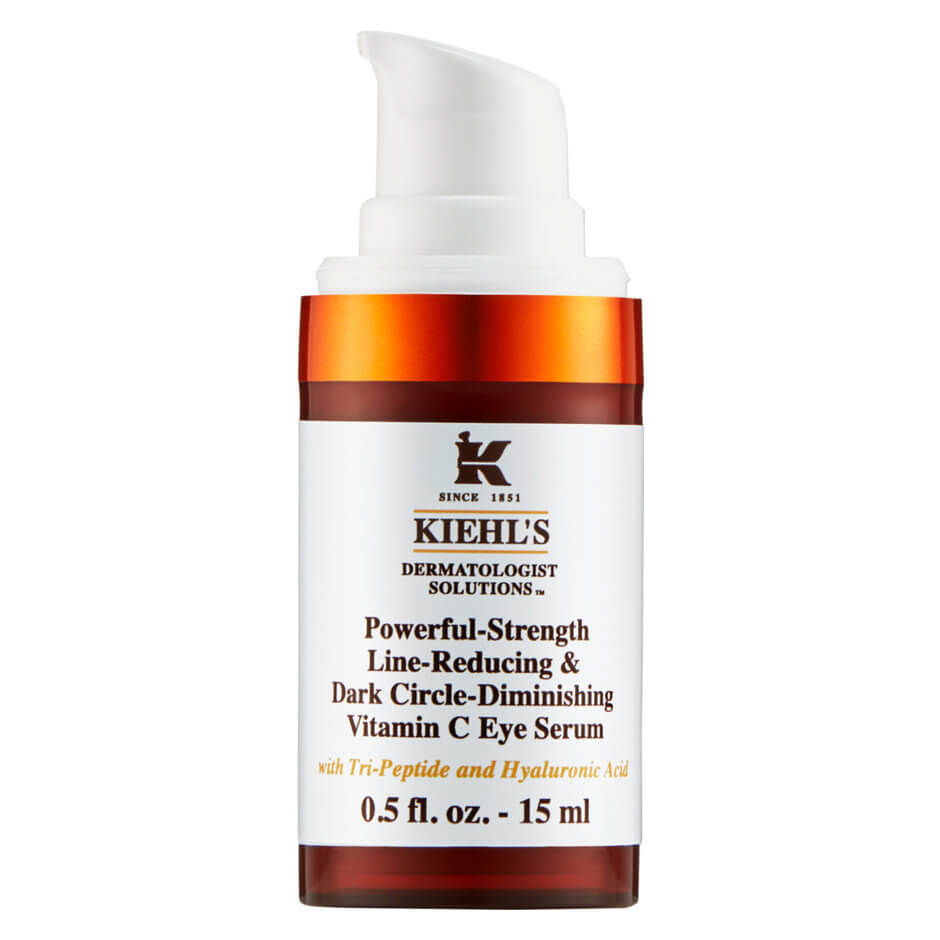 K
SINCE 1851
KIEHL'S
DERMATOLOGIST
SOLUTIONS™
Powerful-Strength
Line-Reducing &
Dark Circle-Diminishing
Vitamin C Eye Serum
with Tri-Peptide and Hyaluronic Acid
0.5 fl. oz. - 15 ml